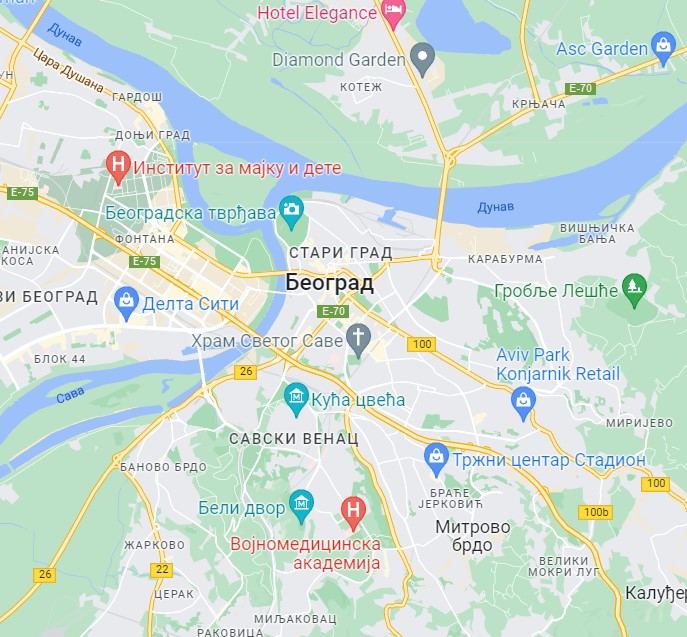 Hotel Elegance
Дунав
Цара Душана
Diamond Garden
Asc Garden
КОТЕЖ
E-70
ГАРДОШ
КРЊАЧА
ДОЊИ ГРАД
Институт за мајку и дете
E-75
Београдска тврђава
Дунав
ФОНТАНА
ВИШЊИЧКА
БАЊА
СТАРИ ГРАД
КОСА
E-75
КАРАБУРМА
Београд
Гробље Лешће
Делта Сити
E-70
Храм Светог Саве
100
БЛОК 44
Aviv Park
Konjarnik Retail
26
Сава
Кућа цвећа
МИРИЈЕВО
САВСКИ ВЕНАЦ
БАНОВО БРДО
Тржни центар Стадион
100
БРАЋЕ
ЈЕРКОВИЋ
Бели двор
100b
Митрово
брдо
Војномедицинска
академија
ЖАРКОВО
ВЕЛИКИ
МОКРИ ЛУГ
26
22
ЦЕРАК
МИЉАКОВАЦ
РАКОВИЦА